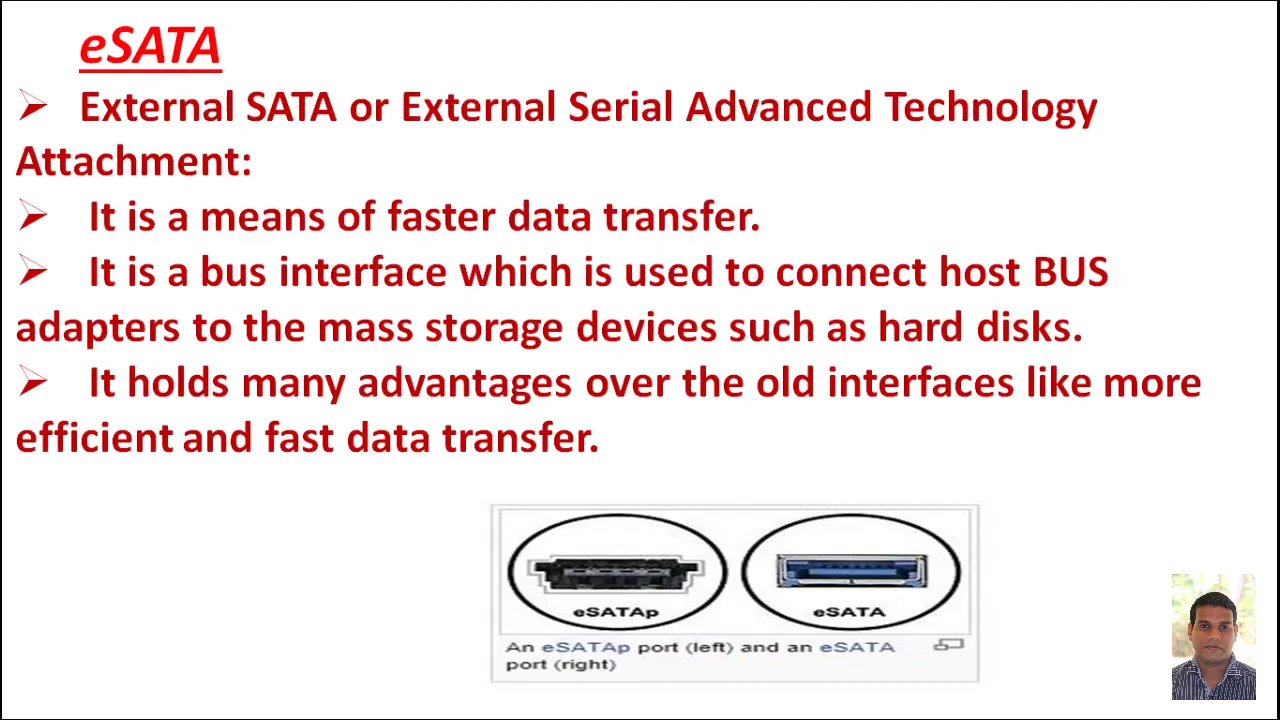 eSATA
➢ External SATA or External Serial Advanced Technology
Attachment:
➢ It is a means of faster data transfer.
➢ It is a bus interface which is used to connect host BUS
adapters to the mass storage devices such as hard disks.
➢ It holds many advantages over the old interfaces like more
efficient and fast data transfer.
eSATAp eSATA
An eSATAp port (left) and an eSATA
port (right)